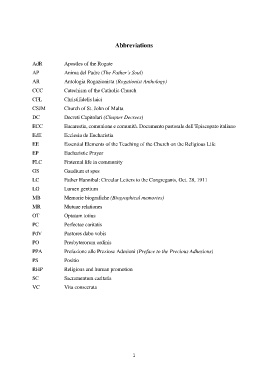 Abbreviations
AdR Apostles of the Rogate
AP Anima del Padre (The Father's Soul)
AR Antologia Rogazionista (Rogationist Anthology)
CCC Catechism of the Catholic Church
CFL Christifideles laici
CSJM Church of St. John of Malta
DC Decreti Capitolari (Chapter Decrees)
ECC Eucaristia, comunione e comunità. Documento pastorale dell'Episcopato italiano
EdE Ecclesia de Eucharistia
EE Essential Elements of the Teaching of the Church on the Religious Life
EP Eucharistic Prayer
FLC Fraternal life in community
GS Gaudium et spes
LC Father Hannibal: Circular Letters to the Congregants, Oct. 28, 1911
LG Lumen gentium
MB Memorie biografiche (Biographical memories)
MR Mutuae relationes
OT Optatam totius
PC Perfectae caritatis
PdV Pastores dabo vobis
PO Presbyterorum ordinis
PPA Prefazione alle Preziose Adesioni (Preface to the Precious Adhesions)
PS Positio
RHP Religious and human promotion
SC Sacramentum caritatis
VC Vita consecrata